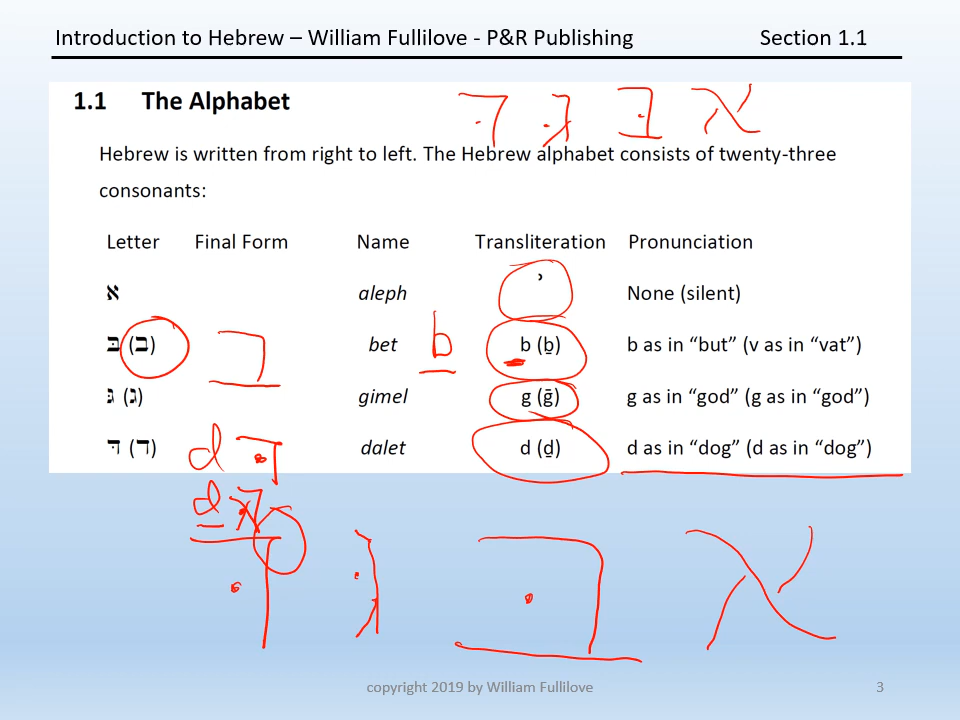 Introduction to Hebrew – William Fullilove - P&R Publishing Section 1.1
1.1 The Alphabet
דּ גּ בּ א
Hebrew is written from right to left. The Hebrew alphabet consists of twenty-three
consonants:
Letter Final Form Name Transliteration Pronunciation
א aleph ʾ None (silent)
בּ (ב) ב bet b b (ḇ) b as in “but” (v as in “vat”)
גּ (ג) gimel g (ḡ) g as in “god” (g as in “god”)
דּ (ד) d דּ dalet d (ḏ) d as in “dog” (d as in “dog”)
d
דּ גּ בּ א
copyright 2019 by William Fullilove 3